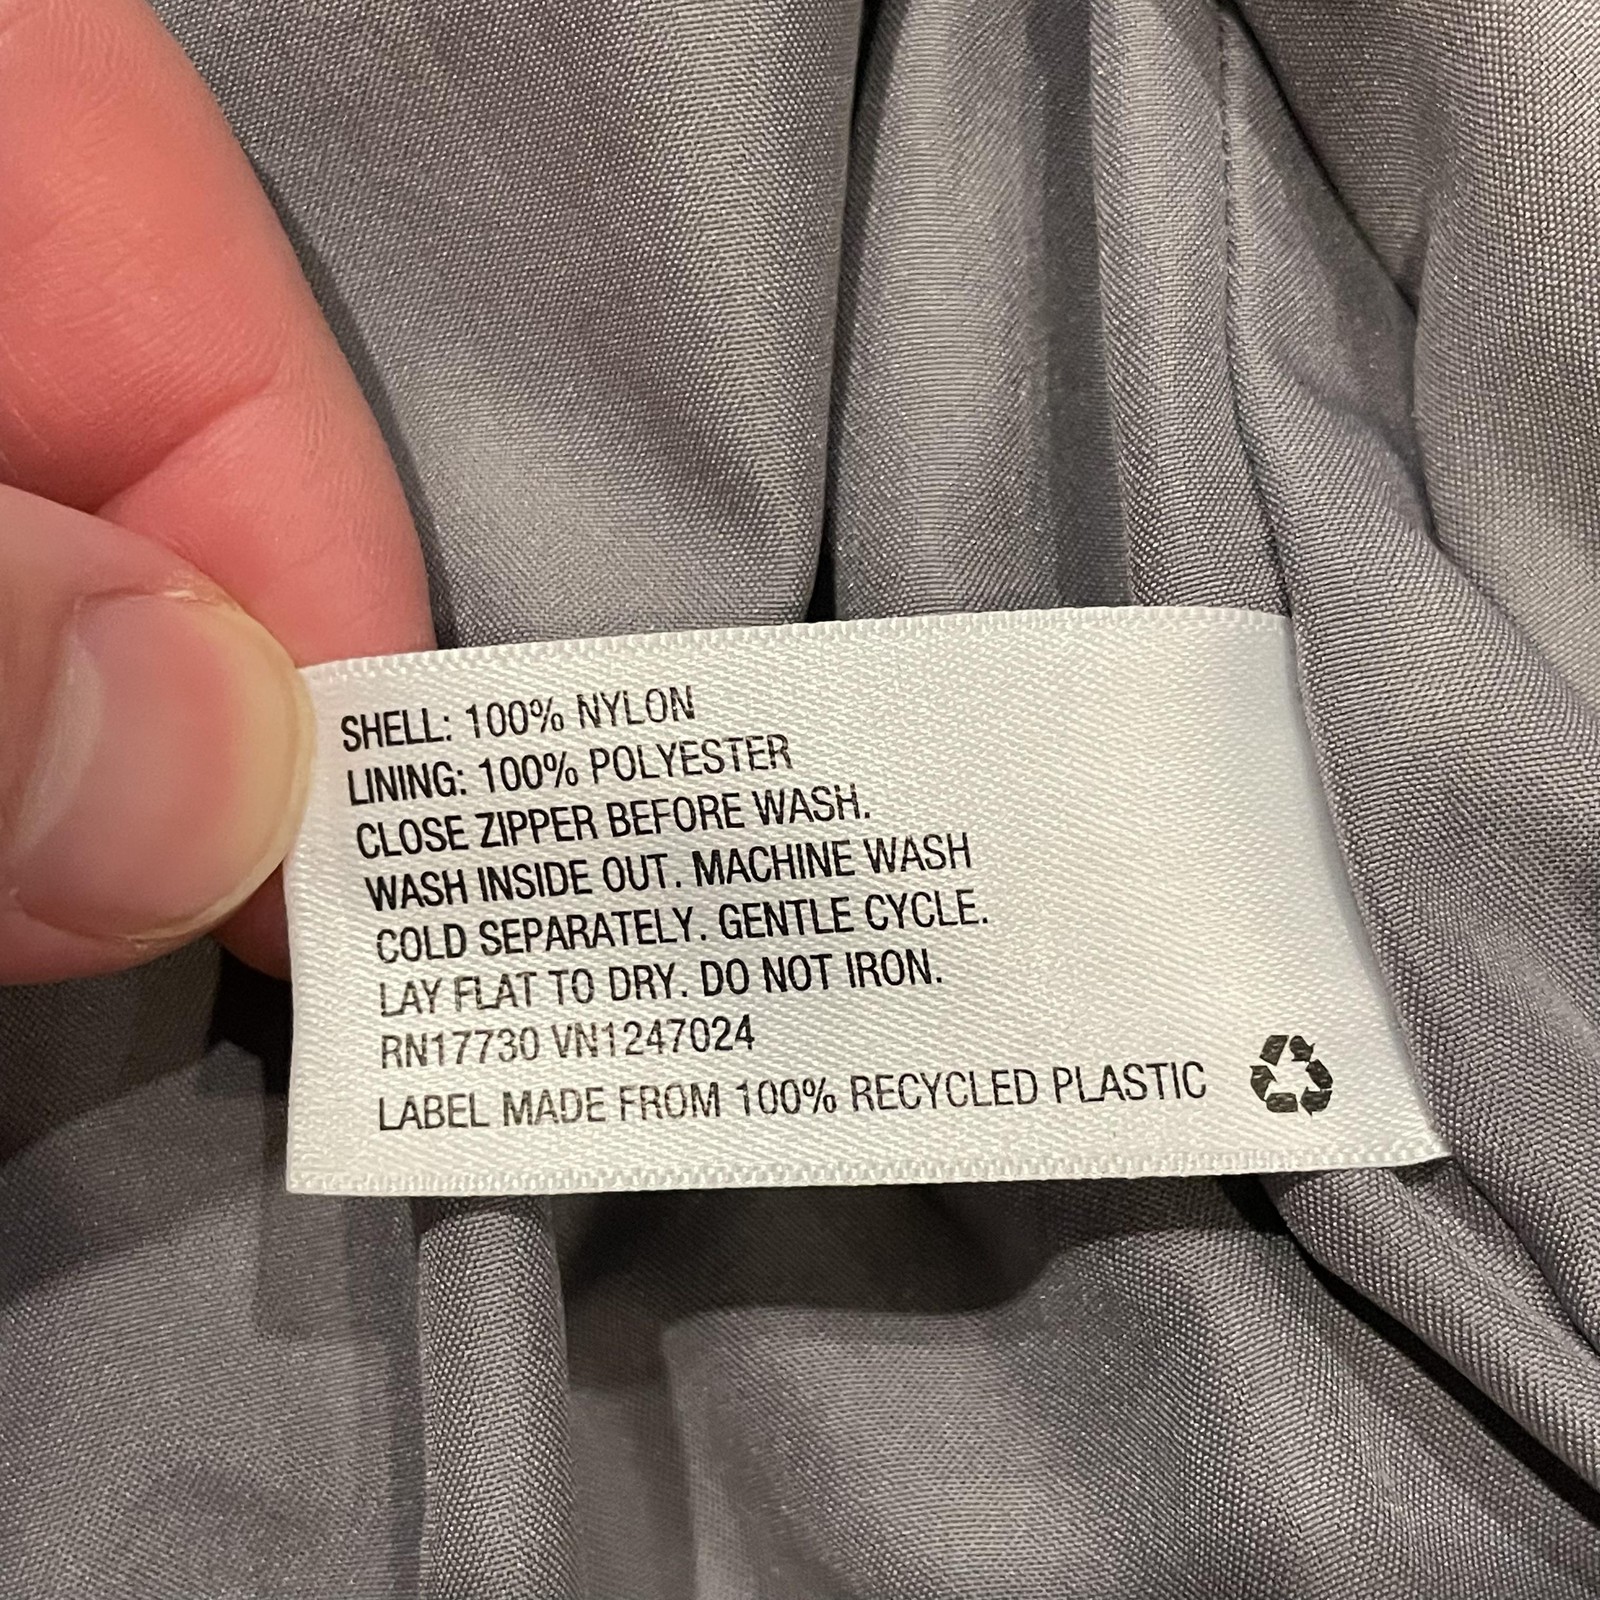 SHELL: 100% NYLON
LINING: 100% POLYESTER
CLOSE ZIPPER BEFORE WASH.
WASH INSIDE OUT. MACHINE WASH
COLD SEPARATELY. GENTLE CYCLE.
LAY FLAT TO DRY. DO NOT IRON.
RN17730 VN1247024
LABEL MADE FROM 100% RECYCLED PLASTIC